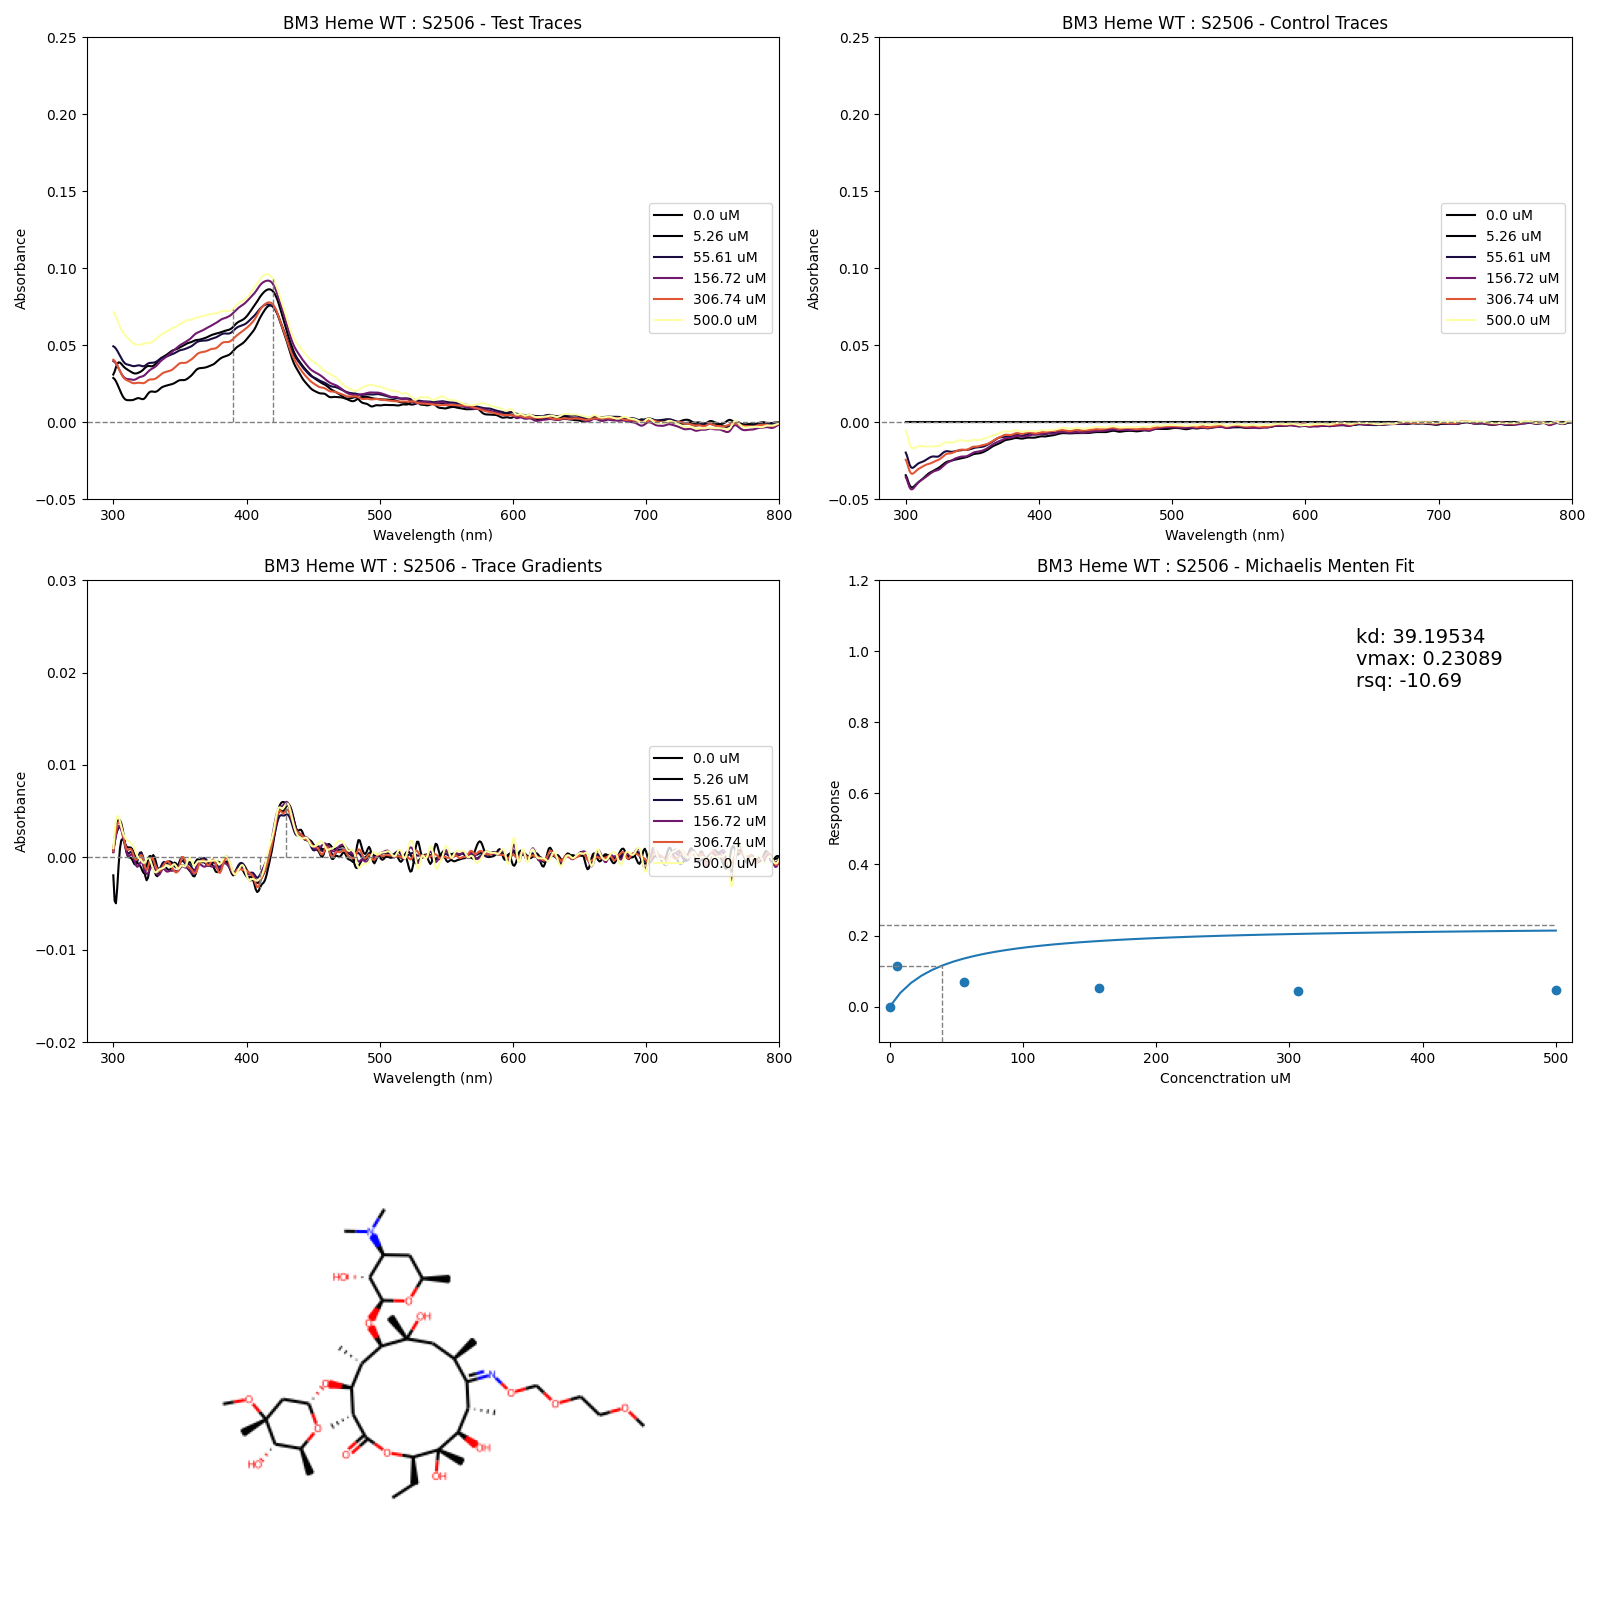 BM3 Heme WT : S2506 - Test Traces
0.25
0.20
0.15
0.10
0.05
0.00
−0.05
Absorbance
0.0 uM
5.26 uM
55.61 uM
156.72 uM
306.74 uM
500.0 uM
300 400 500 600 700 800
Wavelength (nm)
BM3 Heme WT : S2506 - Control Traces
0.25
0.20
0.15
0.10
0.05
0.00
−0.05
Absorbance
0.0 uM
5.26 uM
55.61 uM
156.72 uM
306.74 uM
500.0 uM
300 400 500 600 700 800
Wavelength (nm)
BM3 Heme WT : S2506 - Trace Gradients
0.03
0.02
0.01
0.00
−0.01
−0.02
Absorbance
0.0 uM
5.26 uM
55.61 uM
156.72 uM
306.74 uM
500.0 uM
300 400 500 600 700 800
Wavelength (nm)
BM3 Heme WT : S2506 - Michaelis Menten Fit
1.2
1.0
0.8
0.6
0.4
0.2
0.0
Response
kd: 39.19534
vmax: 0.23089
rsq: -10.69
0 100 200 300 400 500
Concenctration uM
N
HO
O
O
OH
O
N
O
O
O
O
O
HO
O
O
OH
OH